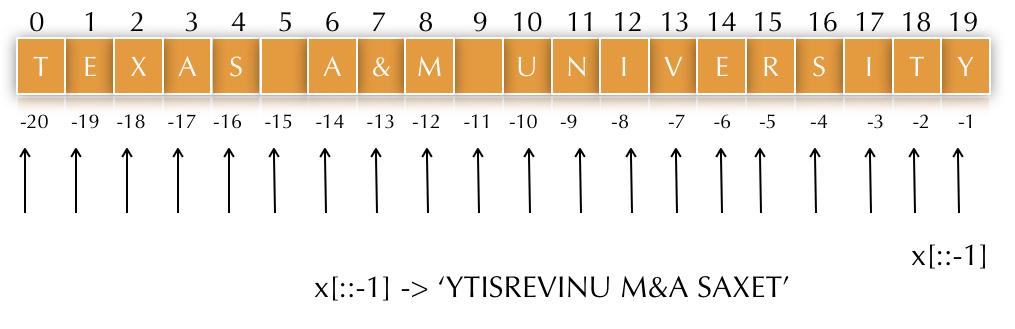 0 1 2 3 4 5 6 7 8 9 10 11 12 13 14 15 16 17 18 19
T E X A S A & M U N I V E R S I T Y
-20 -19 -18 -17 -16 -15 -14 -13 -12 -11 -10 -9 -8 -7 -6 -5 -4 -3 -2 -1
x[::-1]
x[::-1] -> ‘YTISREVINU M&A SAXET’